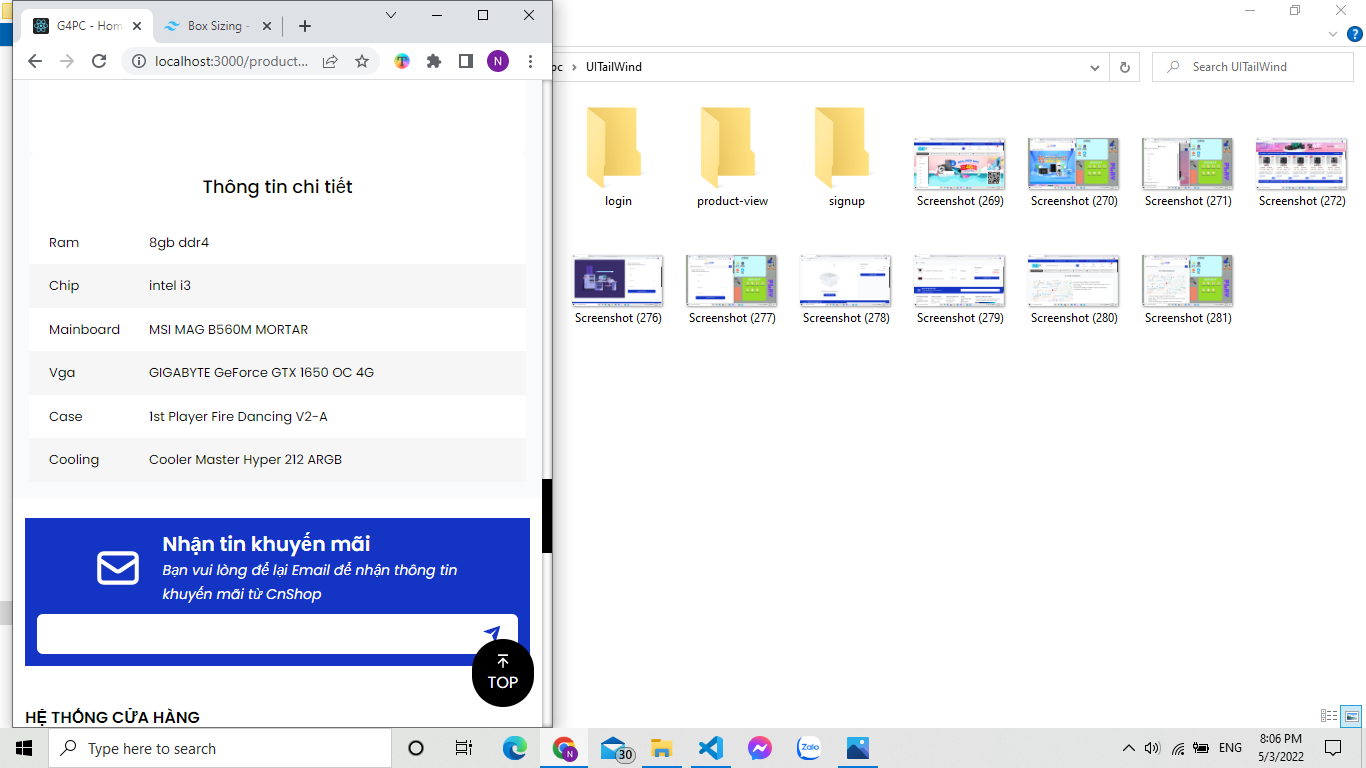 G4PC - Hom
Box Sizing -
localhost:3000/product...
N
Thông tin chi tiết
Ram 8gb ddr4
Chip intel i3
Mainboard MSI MAG B560M MORTAR
Vga GIGABYTE GeForce GTX 1650 OC 4G
Case 1st Player Fire Dancing V2-A
Cooling Cooler Master Hyper 212 ARGB
Nhận tin khuyến mãi
Bạn vui lòng để lại Email để nhận thông tin
khuyến mãi từ CnShop
TOP
HỆ THỐNG CỬA HÀNG
pc › UITailWind
Search UITailWind
login
product-view
signup
Screenshot (269)
Screenshot (270)
Screenshot (271)
Screenshot (272)
Screenshot (276)
Screenshot (277)
Screenshot (278)
Screenshot (279)
Screenshot (280)
Screenshot (281)
Type here to search
N
30
Zalo
ENG
8:06 PM
5/3/2022